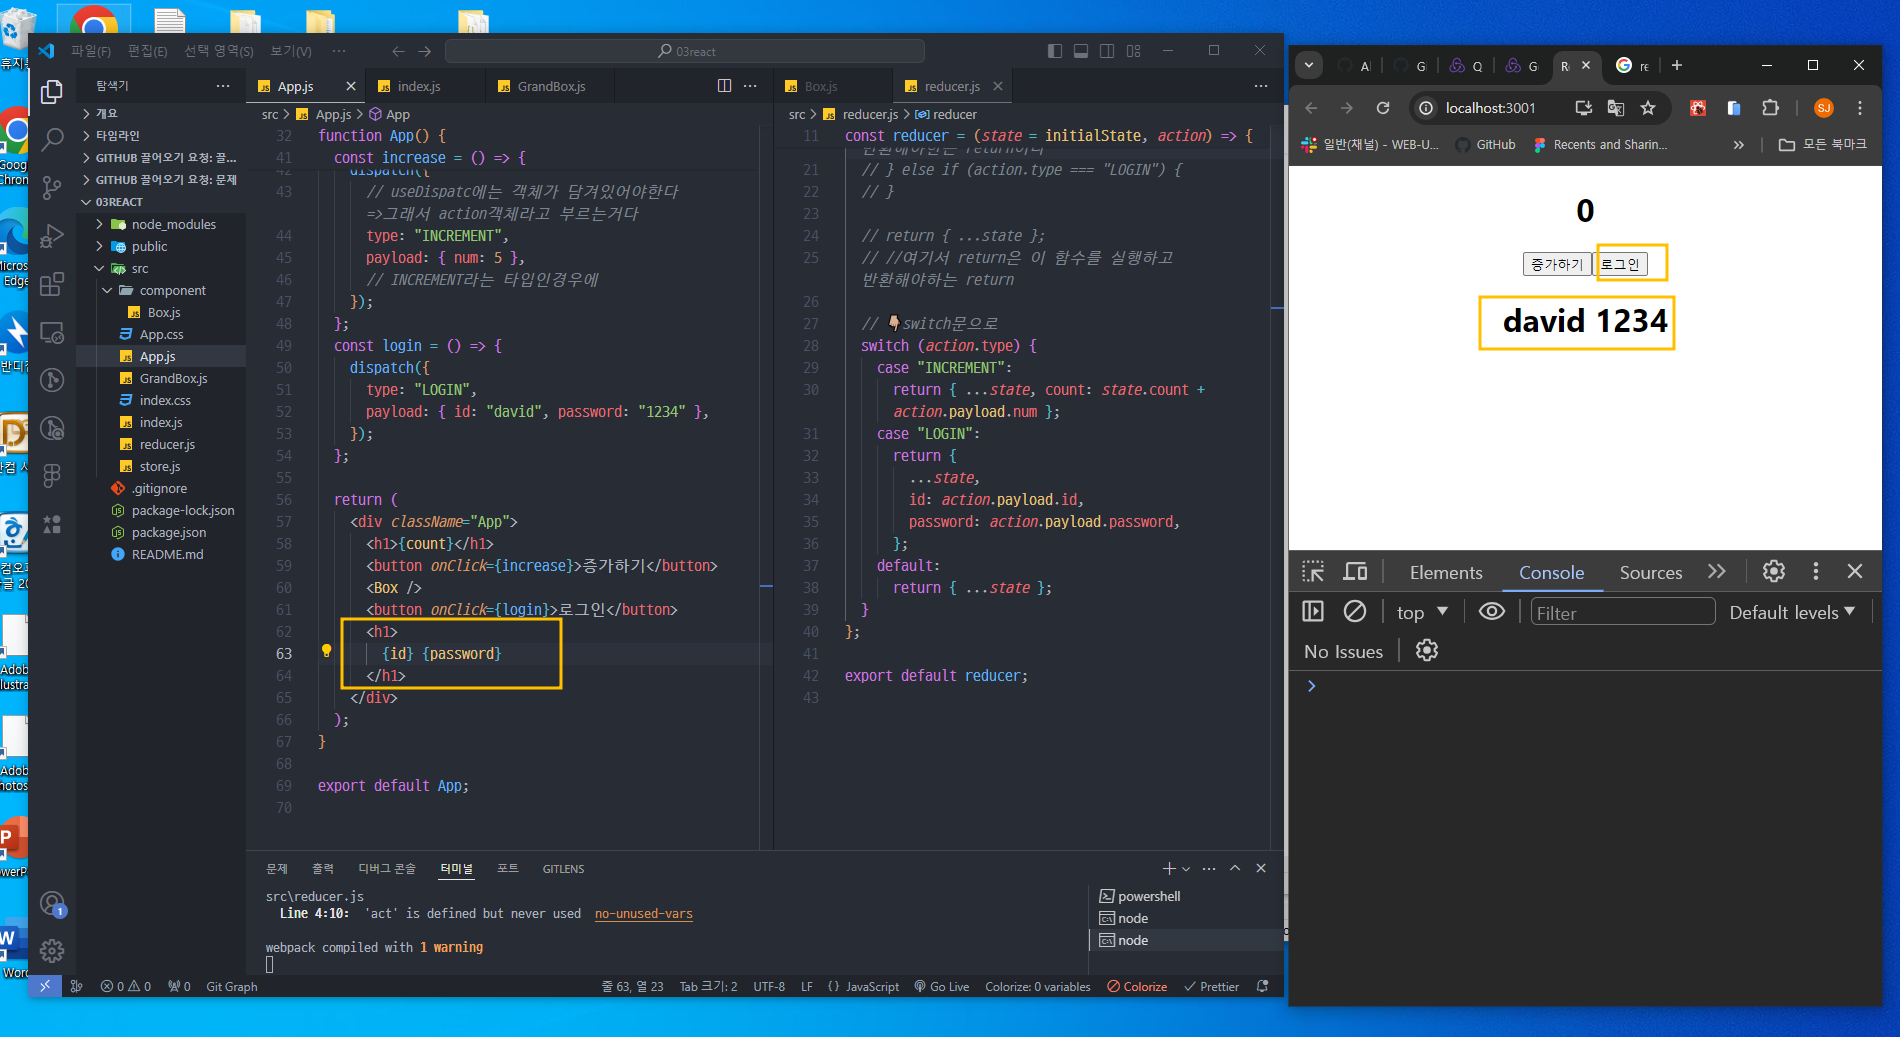 파일(F) 편집(E) 선택 영역(S) 보기(V) ··· 03react
탐색기
개요
타임라인
GITHUB 끌어오기 요청: 끌...
GITHUB 끌어오기 요청: 문제
03REACT
node_modules
public
src
component
Box.js
App.css
App.js
GrandBox.js
index.css
index.js
reducer.js
store.js
.gitignore
package-lock.json
package.json
README.md
App.js index.js GrandBox.js
src > App.js > App
32 function App() {
41 const increase = () => {
42 dispatch({
43 // useDispatc에는 객체가 담겨있어야한다
=>그래서 action객체라고 부르는거다
44 type: "INCREMENT",
45 payload: { num: 5 },
46 // INCREMENT라는 타입인경우에
47 });
48 };
49 const login = () => {
50 dispatch({
51 type: "LOGIN",
52 payload: { id: "david", password: "1234" },
53 });
54 };
55
56 return (
57 <div className="App">
58 <h1>{count}</h1>
59 <button onClick={increase}>증가하기</button>
60 <Box />
61 <button onClick={login}>로그인</button>
62 <h1>
63 {id} {password}
64 </h1>
65 </div>
66 );
67 }
68
69 export default App;
70
Box.js reducer.js
src > reducer.js > reducer
11 const reducer = (state = initialState, action) => {
반환해야한는 return이다
21 // } else if (action.type === "LOGIN") {
22 // }
23
24 // return { ...state };
25 // //여기서 return은 이 함수를 실행하고
반환해야하는 return
26
27 // 👇switch문으로
28 switch (action.type) {
29 case "INCREMENT":
30 return { ...state, count: state.count +
action.payload.num };
31 case "LOGIN":
32 return {
33 ...state,
34 id: action.payload.id,
35 password: action.payload.password,
36 };
37 default:
38 return { ...state };
39 }
40 };
41
42 export default reducer;
43
문제 출력 디버그 콘솔 터미널 포트 GITLENS
src\reducer.js
Line 4:10: 'act' is defined but never used no-unused-vars
webpack compiled with 1 warning
powershell
node
node
0 0 0 Git Graph 줄 63, 열 23 Tab 크기: 2 UTF-8 LF {} JavaScript Go Live Colorize: 0 variables Colorize Prettier
localhost:3001 SJ
일반(채널) - WEB-U... GitHub Recents and Sharin... » 모든 북마크
0
증가하기 로그인
david 1234
Elements Console Sources
top Filter Default levels
No Issues